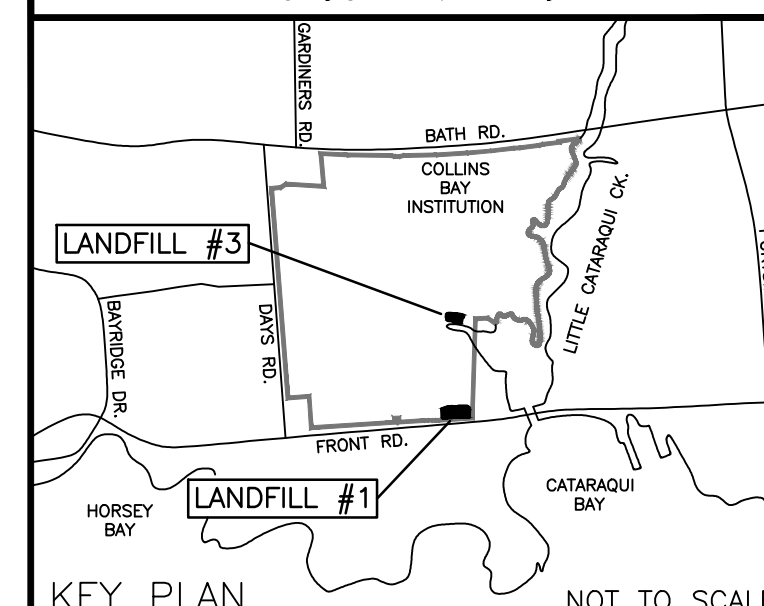 GARDINERS RD.
BATH RD.
COLLINS
BAY
INSTITUTION
LANDFILL #3
LITTLE CATARAQUI CK.
BAYRIDGE DR.
DAYS RD.
FRONT RD.
LANDFILL #1
CATARAQUI
BAY
HORSEY
BAY
KEY PLAN
NOT TO SCALE